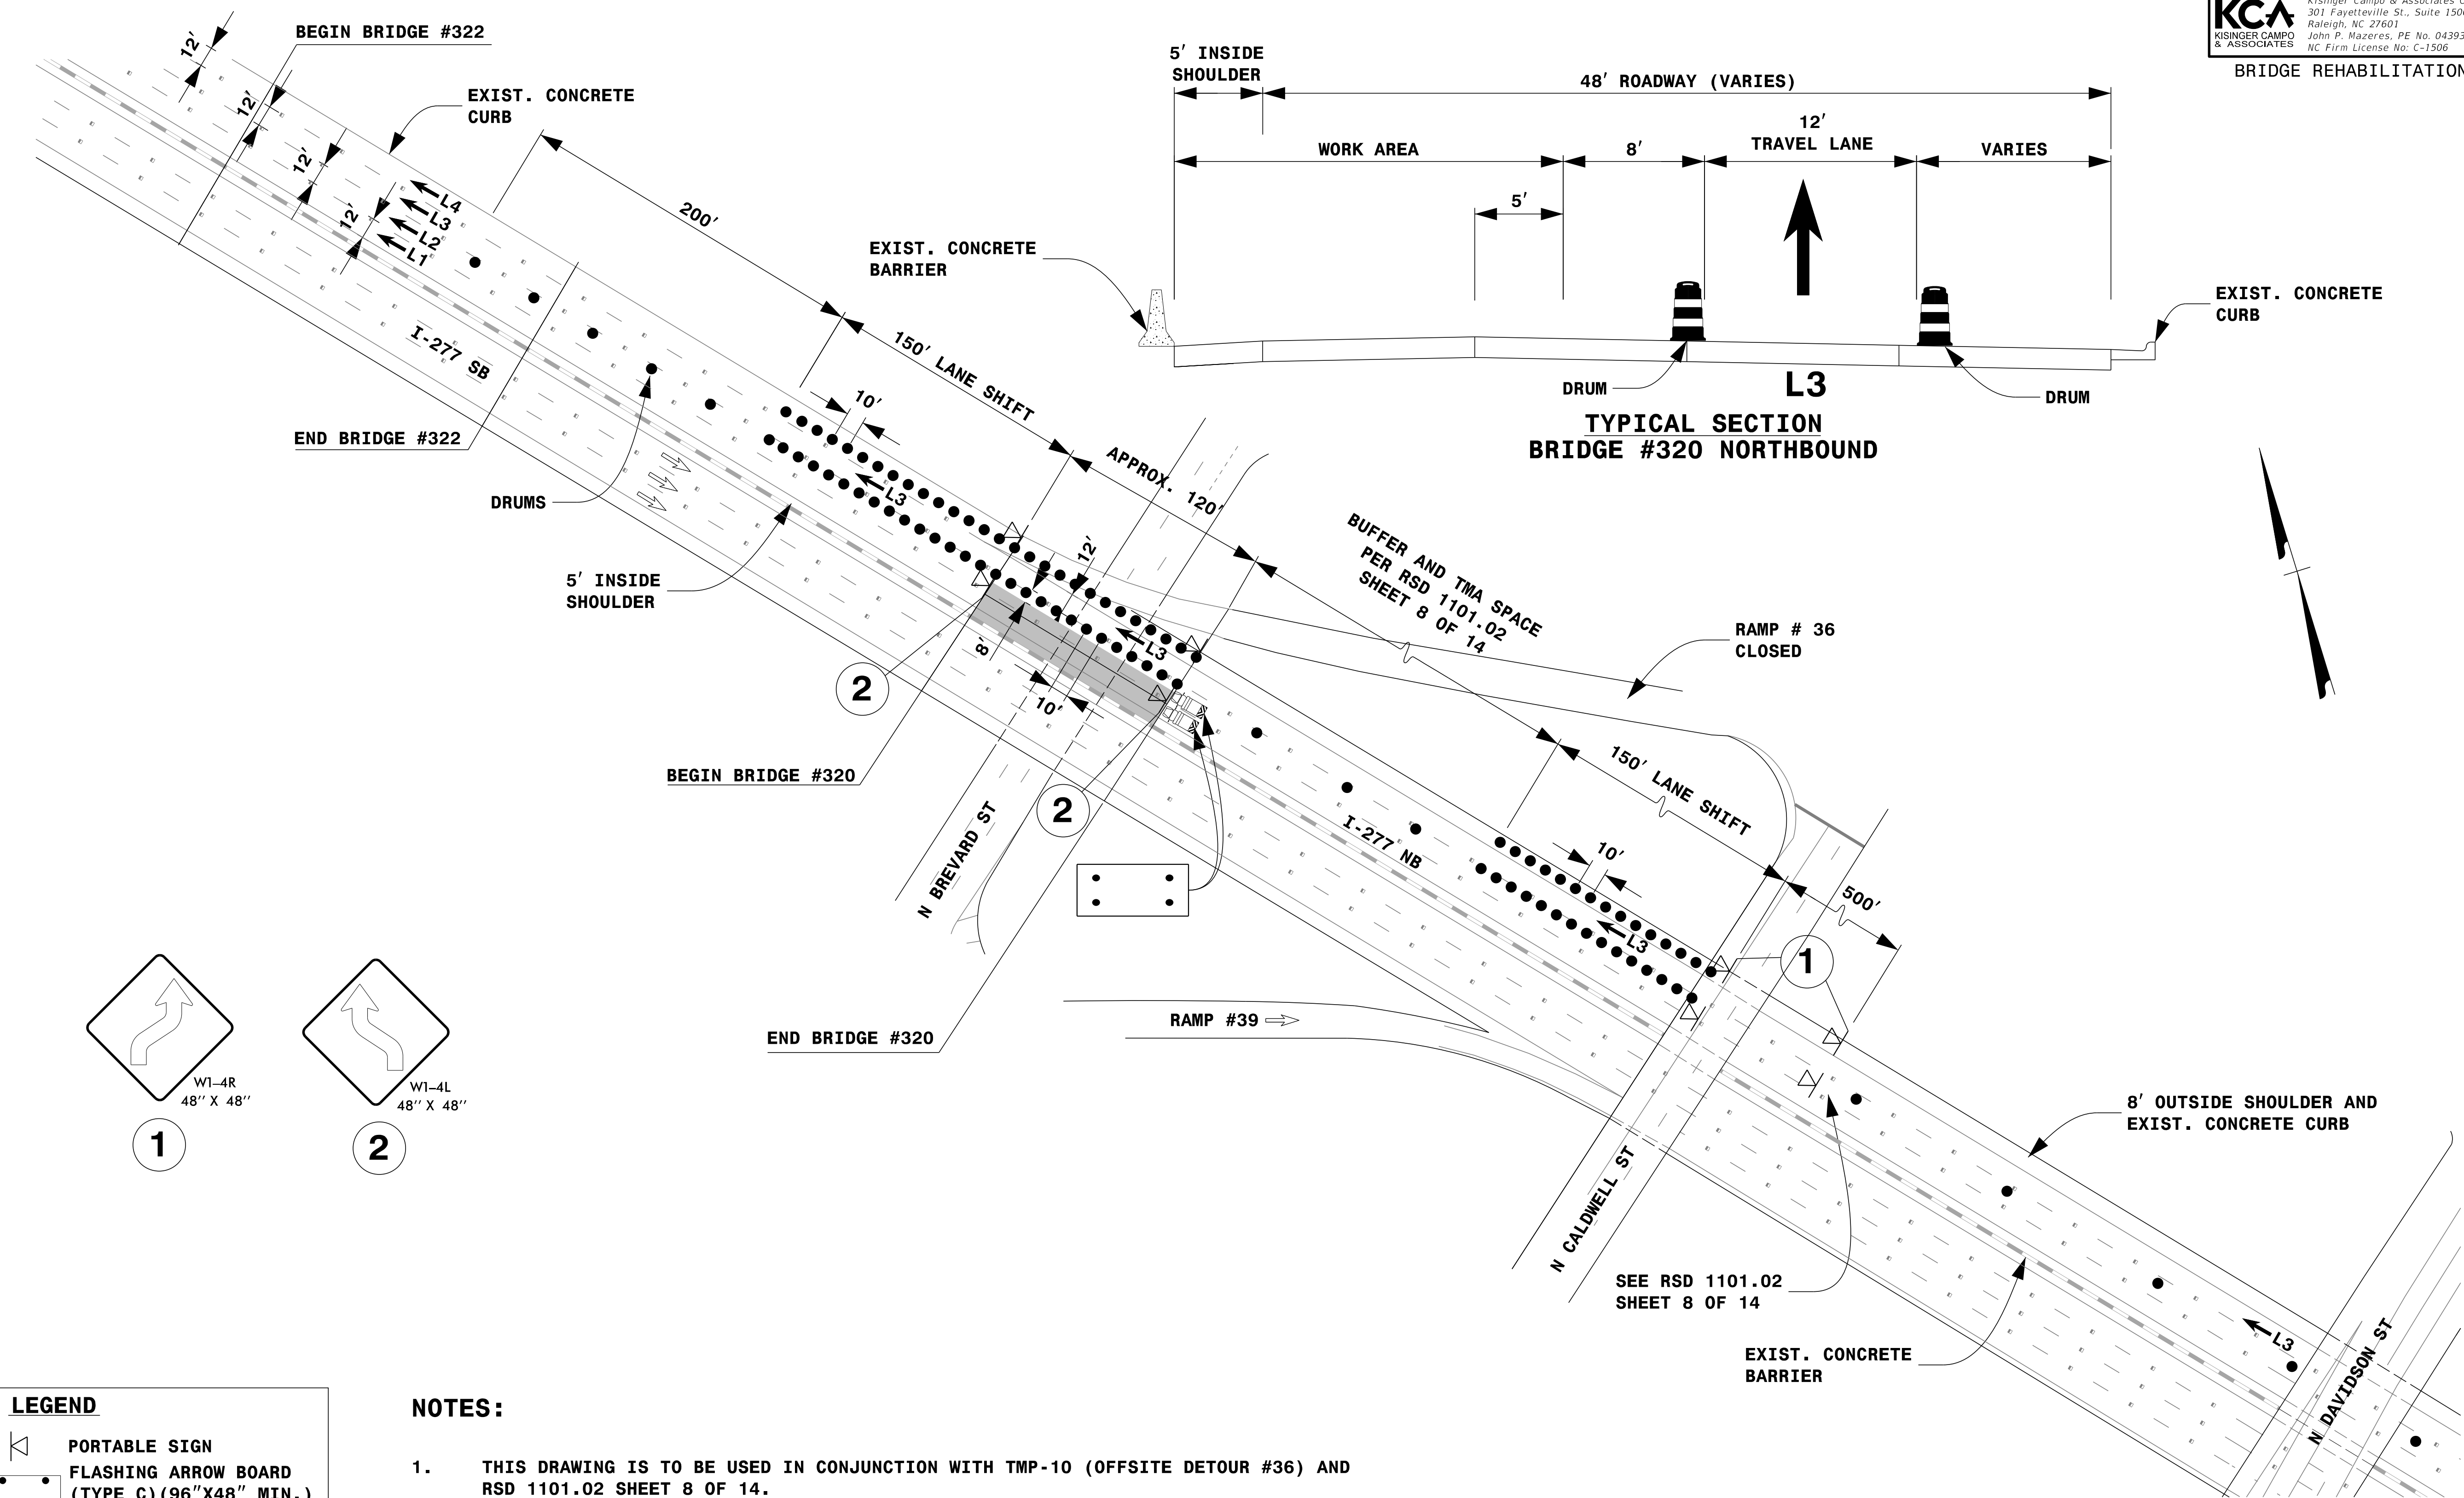 KCA
KISINGER CAMPO
& ASSOCIATES
Kisinger Campo & Associates
301 Fayetteville St., Suite 150
Raleigh, NC 27601
John P. Mazeres, PE No. 04393
NC Firm License No: C-1506
BRIDGE REHABILITATION
12'
BEGIN BRIDGE #322
12'
12'
12'
EXIST. CONCRETE
CURB
L4
L3
L2
L1
200'
I-277 SB
END BRIDGE #322
DRUMS
150' LANE SHIFT
10'
L3
5' INSIDE
SHOULDER
5' INSIDE
SHOULDER
48' ROADWAY (VARIES)
WORK AREA
8'
12'
TRAVEL LANE
VARIES
5'
EXIST. CONCRETE
BARRIER
EXIST. CONCRETE
CURB
DRUM
L3
DRUM
TYPICAL SECTION
BRIDGE #320 NORTHBOUND
APPROX. 120'
12'
8'
L3
10'
2
2
BEGIN BRIDGE #320
N BREVARD ST
END BRIDGE #320
BUFFER AND TMA SPACE
PER RSD 1101.02
SHEET 8 OF 14
RAMP # 36
CLOSED
150' LANE SHIFT
I-277 NB
10'
L3
500'
1
RAMP #39
N CALDWELL ST
SEE RSD 1101.02
SHEET 8 OF 14
8' OUTSIDE SHOULDER AND
EXIST. CONCRETE CURB
EXIST. CONCRETE
BARRIER
L3
N DAVIDSON ST
W1-4R
48" X 48"
1
W1-4L
48" X 48"
2
LEGEND
PORTABLE SIGN
FLASHING ARROW BOARD
(TYPE C)(96"X48" MIN.)
NOTES:
1. THIS DRAWING IS TO BE USED IN CONJUNCTION WITH TMP-10 (OFFSITE DETOUR #36) AND
RSD 1101.02 SHEET 8 OF 14.